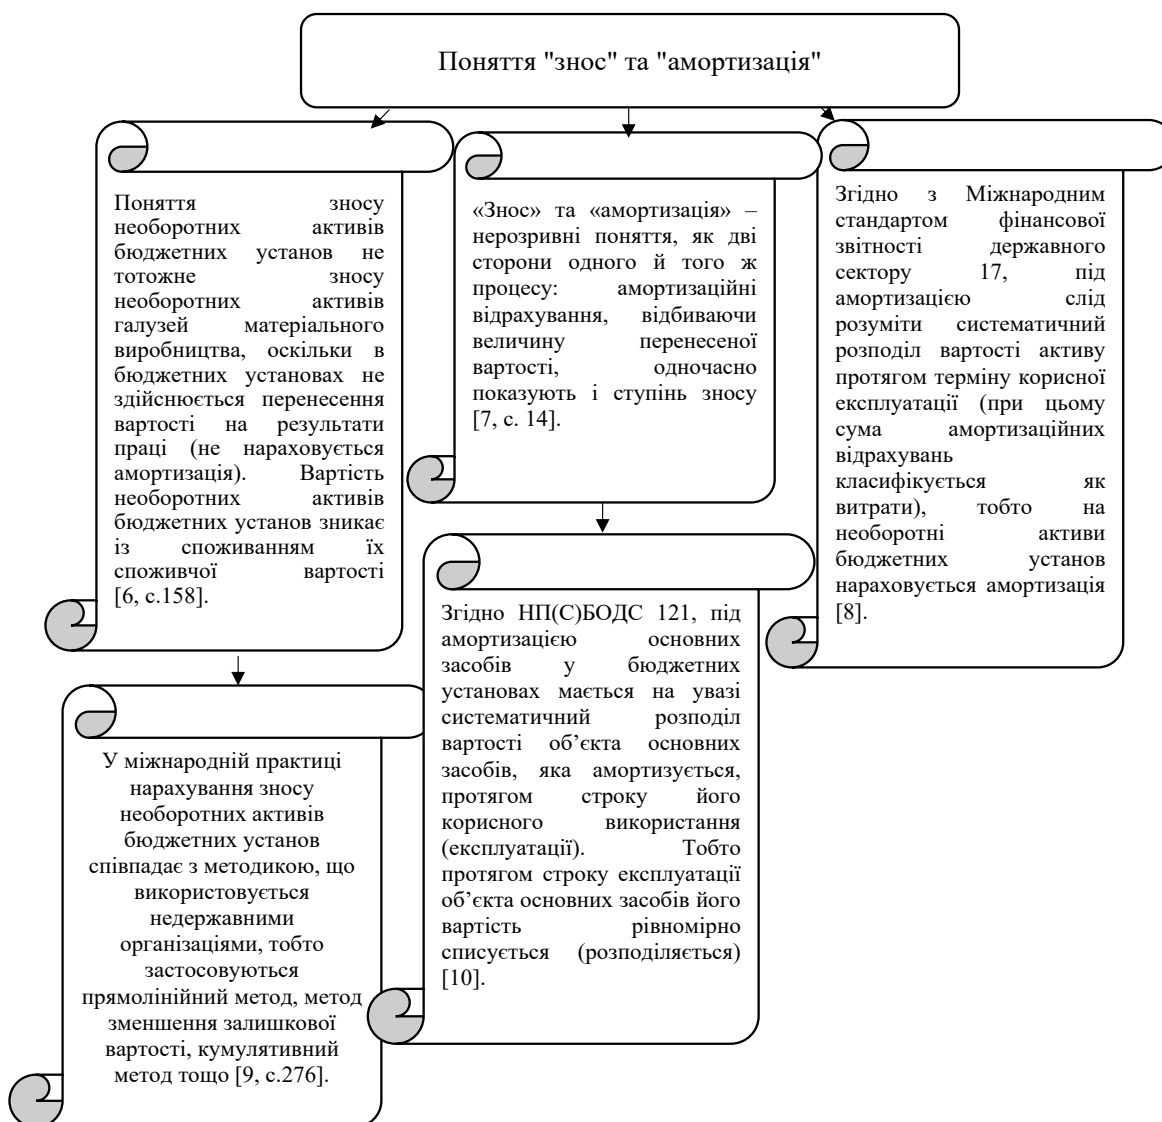 Поняття "знос" та "амортизація"
Поняття зносу
необоротних активів
бюджетних установ не
тотожне зносу
необоротних активів
галузей матеріального
виробництва, оскільки в
бюджетних установах не
здійснюється перенесення
вартості на результати
праці (не нараховується
амортизація). Вартість
необоротних активів
бюджетних установ зникає
із споживанням їх
споживчої вартості
[6, с.158].
«Знос» та «амортизація» –
нерозривні поняття, як дві
сторони одного й того ж
процесу: амортизаційні
відрахування, відбиваючи
величину перенесеної
вартості, одночасно
показують і ступінь зносу
[7, с. 14].
Згідно з Міжнародним
стандартом фінансової
звітності державного
сектору 17, під
амортизацією слід
розуміти систематичний
розподіл вартості активу
протягом терміну корисної
експлуатації (при цьому
сума амортизаційних
відрахувань
класифікується як
витрати), тобто на
необоротні активи
бюджетних установ
нараховується амортизація
[8].
У міжнародній практиці
нарахування зносу
необоротних активів
бюджетних установ
співпадає з методикою, що
використовується
недержавними
організаціями, тобто
застосовуються
прямолінійний метод, метод
зменшення залишкової
вартості, кумулятивний
метод тощо [9, с.276].
Згідно НП(С)БОДС 121, під
амортизацією основних
засобів у бюджетних
установах мається на увазі
систематичний розподіл
вартості об’єкта основних
засобів, яка амортизується,
протягом строку його
корисного використання
(експлуатації). Тобто
протягом строку експлуатації
об’єкта основних засобів його
вартість рівномірно
списується (розподіляється)
[10].